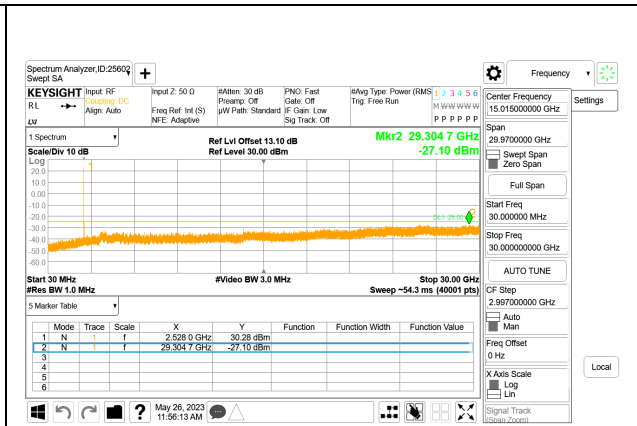 Spectrum Analyzer,ID:25602
Swept SA
+
Frequency
KEYSIGHT
RL
LXI
Input: RF
Coupling: DC
Align: Auto
Input Z: 50 Ω
Freq Ref: Int (S)
NFE: Adaptive
#Atten: 30 dB
Preamp: Off
µW Path: Standard
PNO: Fast
Gate: Off
IF Gain: Low
Sig Track: Off
#Avg Type: Power (RMS
Trig: Free Run
1 2 3 4 5 6
M W W W W W
P P P P P P
Center Frequency
15.015000000 GHz
Settings
Span
29.9700000 GHz
Swept Span
Zero Span
Full Span
Start Freq
30.000000 MHz
Stop Freq
30.000000000 GHz
AUTO TUNE
CF Step
2.997000000 GHz
Auto
Man
Freq Offset
0 Hz
X Axis Scale
Log
Lin
Signal Track
(Span Zoom)
Local
1 Spectrum
Scale/Div 10 dB
Ref Lvl Offset 13.10 dB
Ref Level 30.00 dBm
Mkr2 29.304 7 GHz
-27.10 dBm
Log
20.0
10.0
0.00
-10.0
-20.0
-30.0
-40.0
-50.0
-60.0
DL1 -25.00
2
Start 30 MHz
#Res BW 1.0 MHz
#Video BW 3.0 MHz
Stop 30.00 GHz
Sweep ~54.3 ms (40001 pts)
5 Marker Table
Mode Trace Scale X Y Function Function Width Function Value
1 N 1 f 2.528 0 GHz 30.28 dBm
2 N 1 f 29.304 7 GHz -27.10 dBm
3
4
5
6
?
May 26, 2023
11:56:13 AM